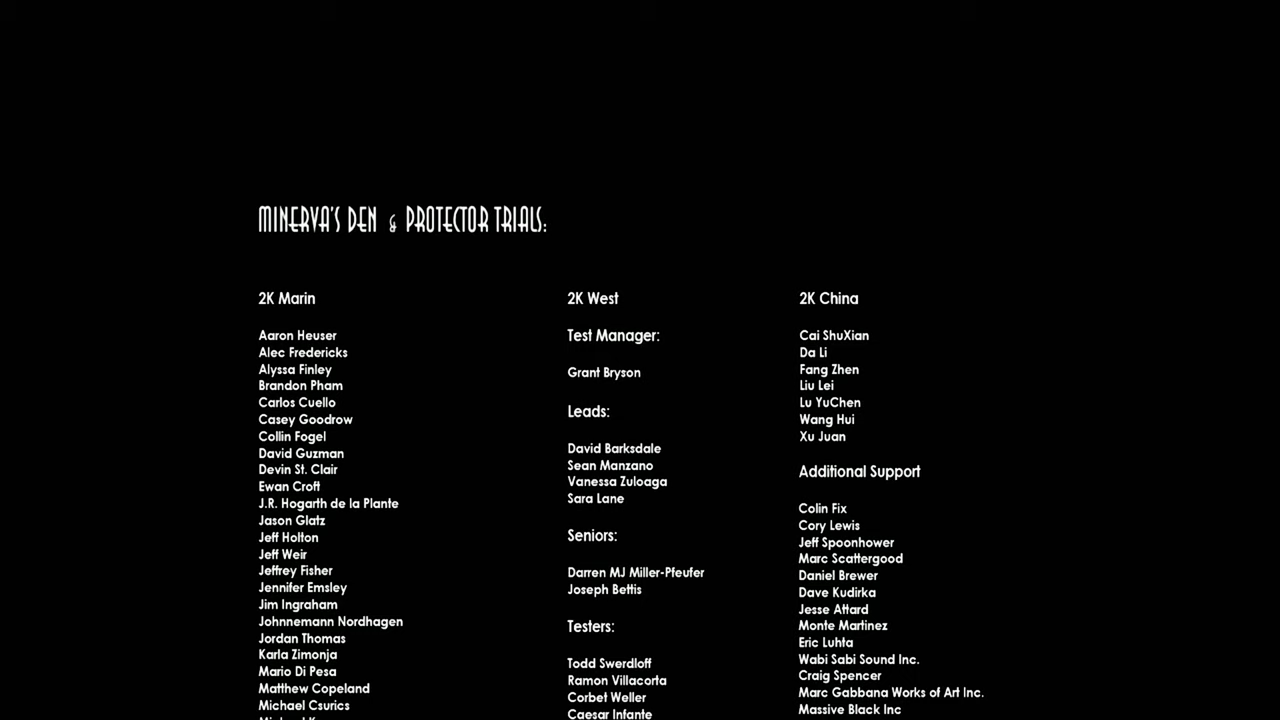 MINERVA'S DEN & PROTECTOR TRIALS:
2K Marin
Aaron Heuser
Alec Fredericks
Alyssa Finley
Brandon Pham
Carlos Cuello
Casey Goodrow
Collin Fogel
David Guzman
Devin St. Clair
Ewan Croft
J.R. Hogarth de la Plante
Jason Glatz
Jeff Holton
Jeff Weir
Jeffrey Fisher
Jennifer Emsley
Jim Ingraham
Johnnemann Nordhagen
Jordan Thomas
Karla Zimonja
Mario Di Pesa
Matthew Copeland
Michael Csurics
2K West
Test Manager:
Grant Bryson
Leads:
David Barksdale
Sean Manzano
Vanessa Zuloaga
Sara Lane
Seniors:
Darren MJ Miller-Pfeufer
Joseph Bettis
Testers:
Todd Swerdloff
Ramon Villacorta
Corbet Weller
Caesar Infante
2K China
Cai ShuXian
Da Li
Fang Zhen
Liu Lei
Lu YuChen
Wang Hui
Xu Juan
Additional Support
Colin Fix
Cory Lewis
Jeff Spoonhower
Marc Scattergood
Daniel Brewer
Dave Kudirka
Jesse Attard
Monte Martinez
Eric Luhta
Wabi Sabi Sound Inc.
Craig Spencer
Marc Gabbana Works of Art Inc.
Massive Black Inc